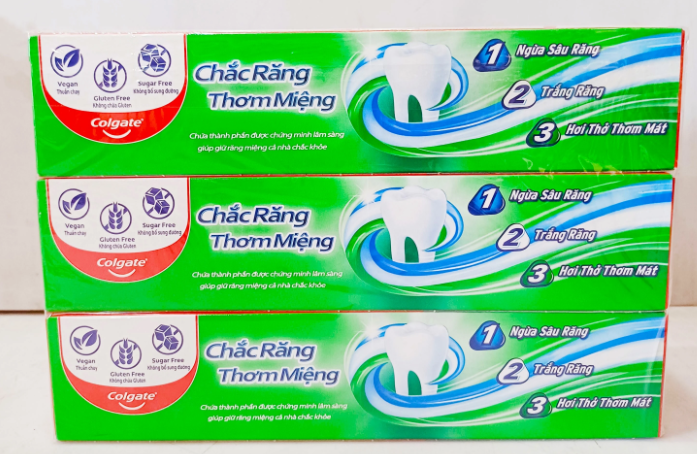 Vegan
Thuần chay
Gluten Free
Không chứa Gluten
Sugar Free
Không bổ sung đường
Colgate
Chắc Răng
Thơm Miệng
Chứa thành phần được chứng minh lâm sàng
giúp giữ răng miệng cả nhà chắc khỏe
1 Ngừa Sâu Răng
2 Trắng Răng
3 Hơi Thở Thơm Mát
Vegan
Thuần chay
Gluten Free
Không chứa Gluten
Sugar Free
Không bổ sung đường
Colgate
Chắc Răng
Thơm Miệng
Chứa thành phần được chứng minh lâm sàng
giúp giữ răng miệng cả nhà chắc khỏe
1 Ngừa Sâu Răng
2 Trắng Răng
3 Hơi Thở Thơm Mát
Vegan
Thuần chay
Gluten Free
Không chứa Gluten
Sugar Free
Không bổ sung đường
Colgate
Chắc Răng
Thơm Miệng
Chứa thành phần được chứng minh lâm sàng
giúp giữ răng miệng cả nhà chắc khỏe
1 Ngừa Sâu Răng
2 Trắng Răng
3 Hơi Thở Thơm Mát